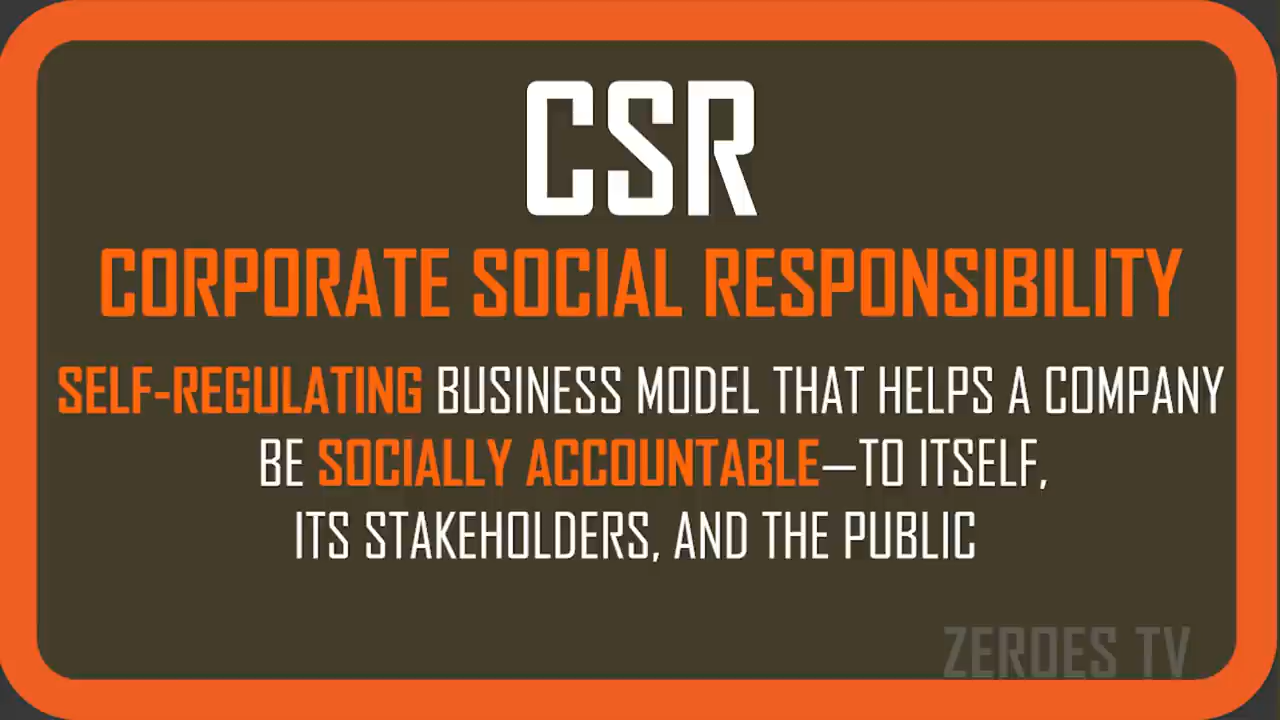 CSR
CORPORATE SOCIAL RESPONSIBILITY
SELF-REGULATING BUSINESS MODEL THAT HELPS A COMPANY
BE SOCIALLY ACCOUNTABLE—TO ITSELF,
ITS STAKEHOLDERS, AND THE PUBLIC
ZEROES TV